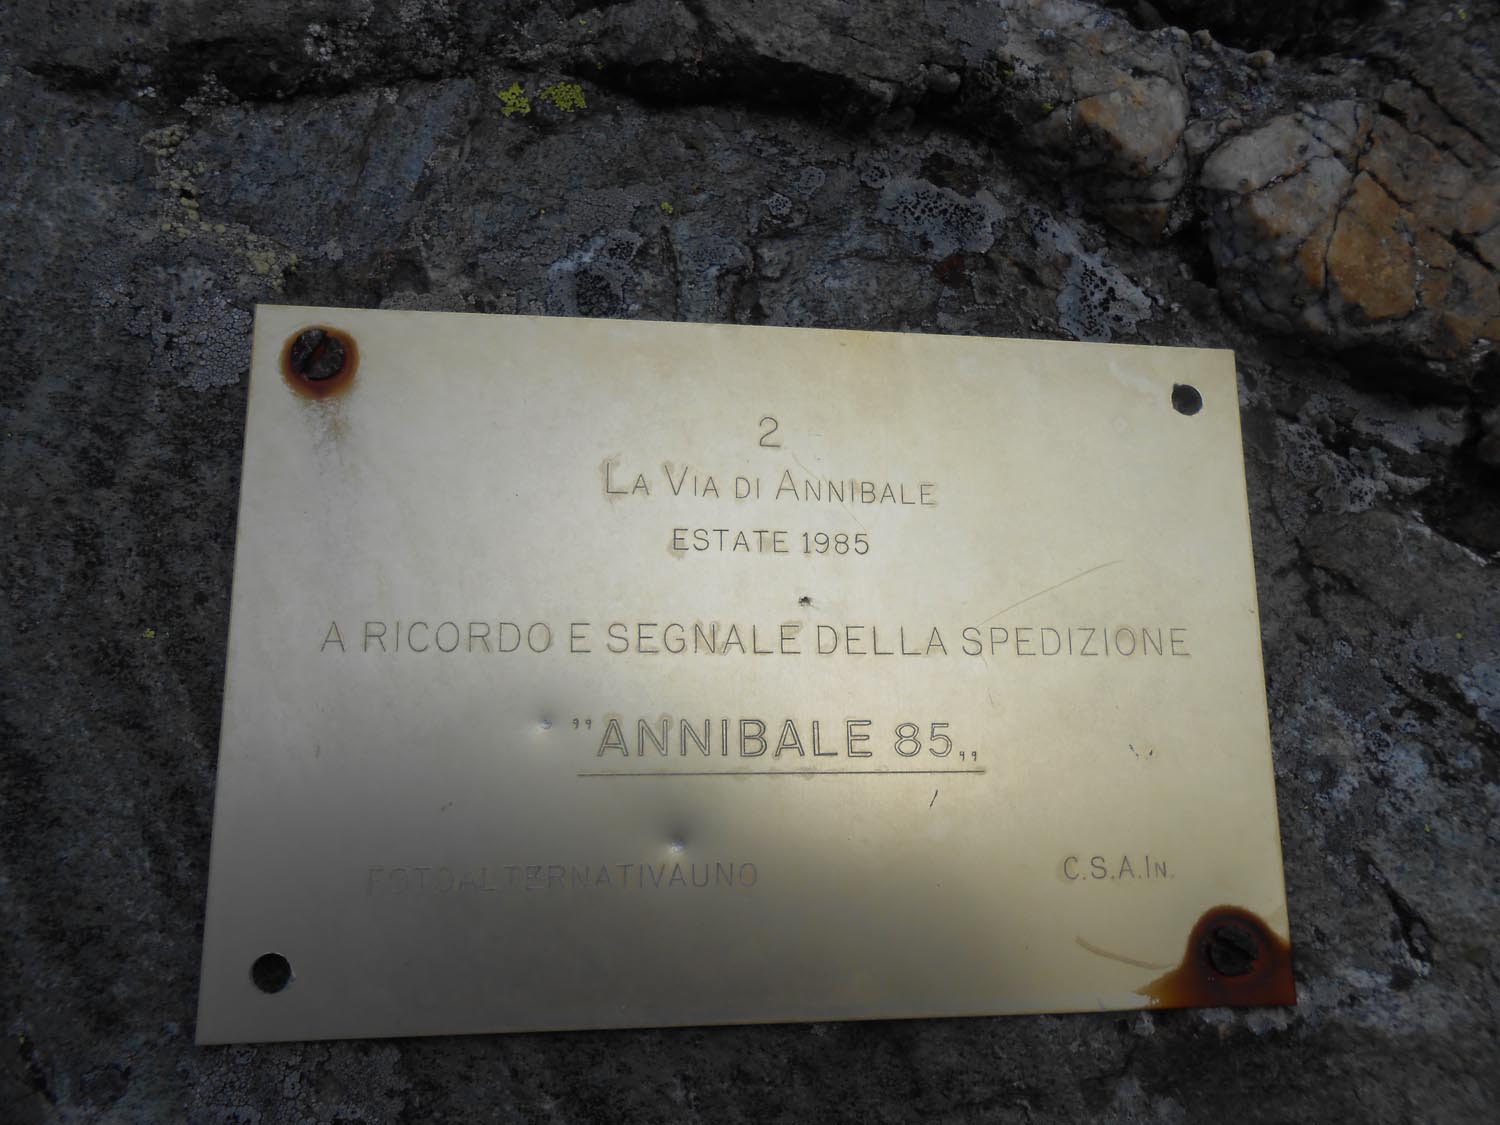 2
La Via di Annibale
ESTATE 1985
A RICORDO E SEGNALE DELLA SPEDIZIONE
"ANNIBALE 85„
FOTOALTERNATIVAUNO
C.S.A.In.